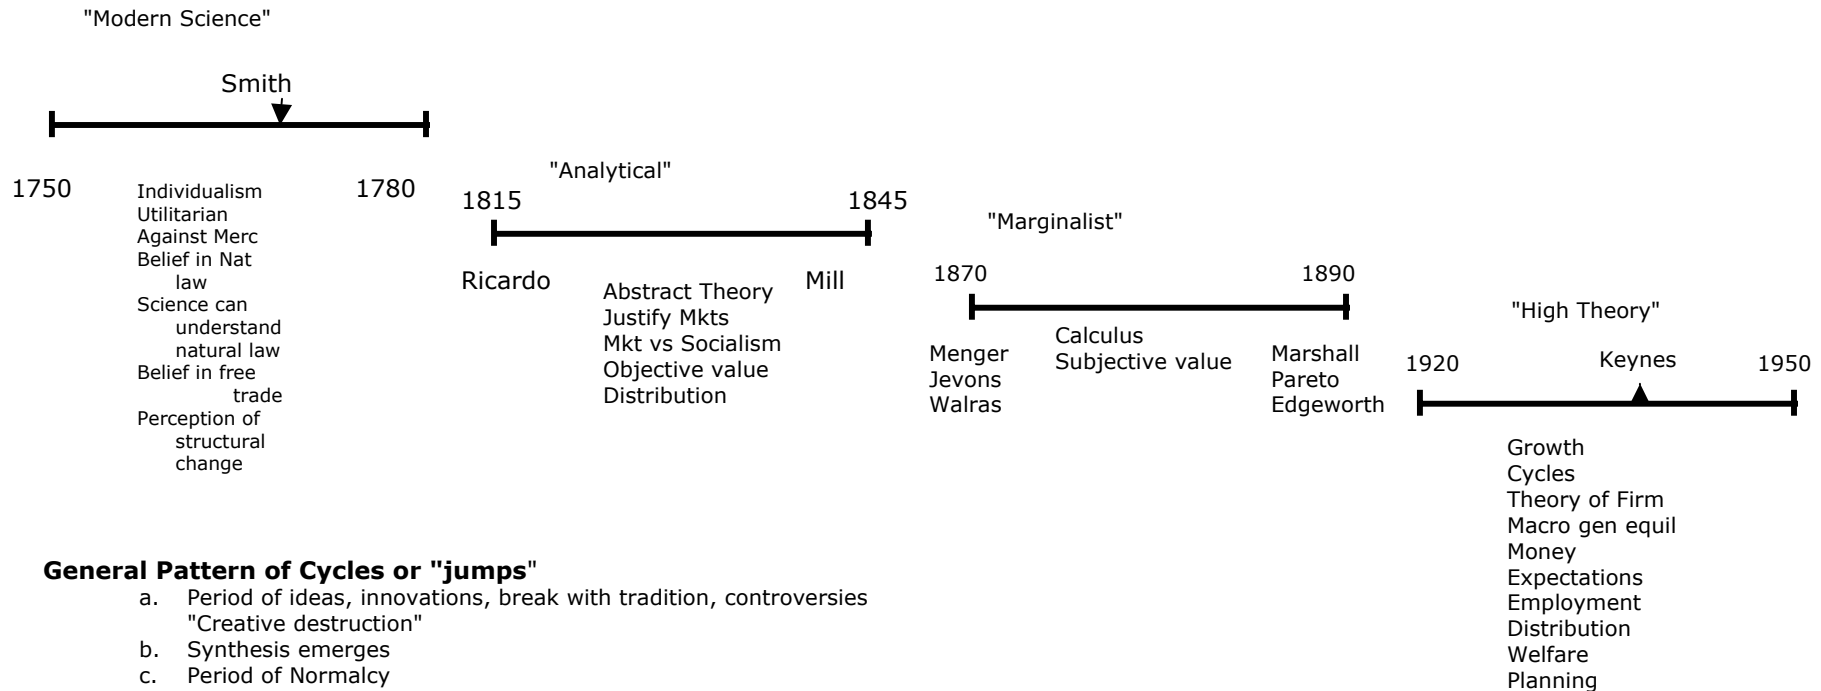 "Modern Science"
Smith
1750
1780
Individualism
Utilitarian
Against Merc
Belief in Nat
law
Science can
understand
natural law
Belief in free
trade
Perception of
structural
change
"Analytical"
1815
1845
Ricardo
Mill
Abstract Theory
Justify Mkts
Mkt vs Socialism
Objective value
Distribution
"Marginalist"
1870
1890
Menger
Jevons
Walras
Calculus
Subjective value
Marshall
Pareto
Edgeworth
"High Theory"
1920
Keynes
1950
Growth
Cycles
Theory of Firm
Macro gen equil
Money
Expectations
Employment
Distribution
Welfare
Planning
General Pattern of Cycles or "jumps"
a. Period of ideas, innovations, break with tradition, controversies
"Creative destruction"
b. Synthesis emerges
c. Period of Normalcy